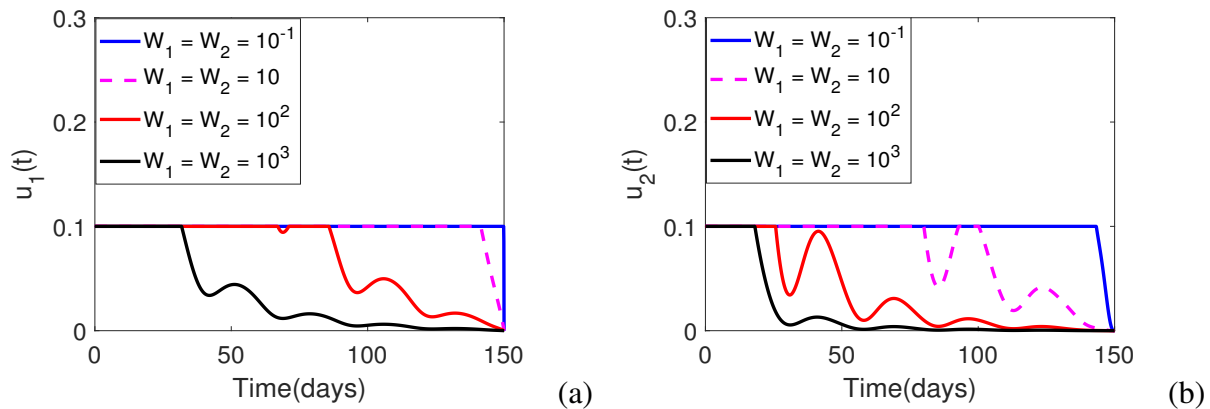 0.3
0.2
0.1
0
u₁(t)
W₁ = W₂ = 10⁻¹
W₁ = W₂ = 10
W₁ = W₂ = 10²
W₁ = W₂ = 10³
0 50 100 150
Time(days)
(a)
0.3
0.2
0.1
0
u₂(t)
W₁ = W₂ = 10⁻¹
W₁ = W₂ = 10
W₁ = W₂ = 10²
W₁ = W₂ = 10³
0 50 100 150
Time(days)
(b)